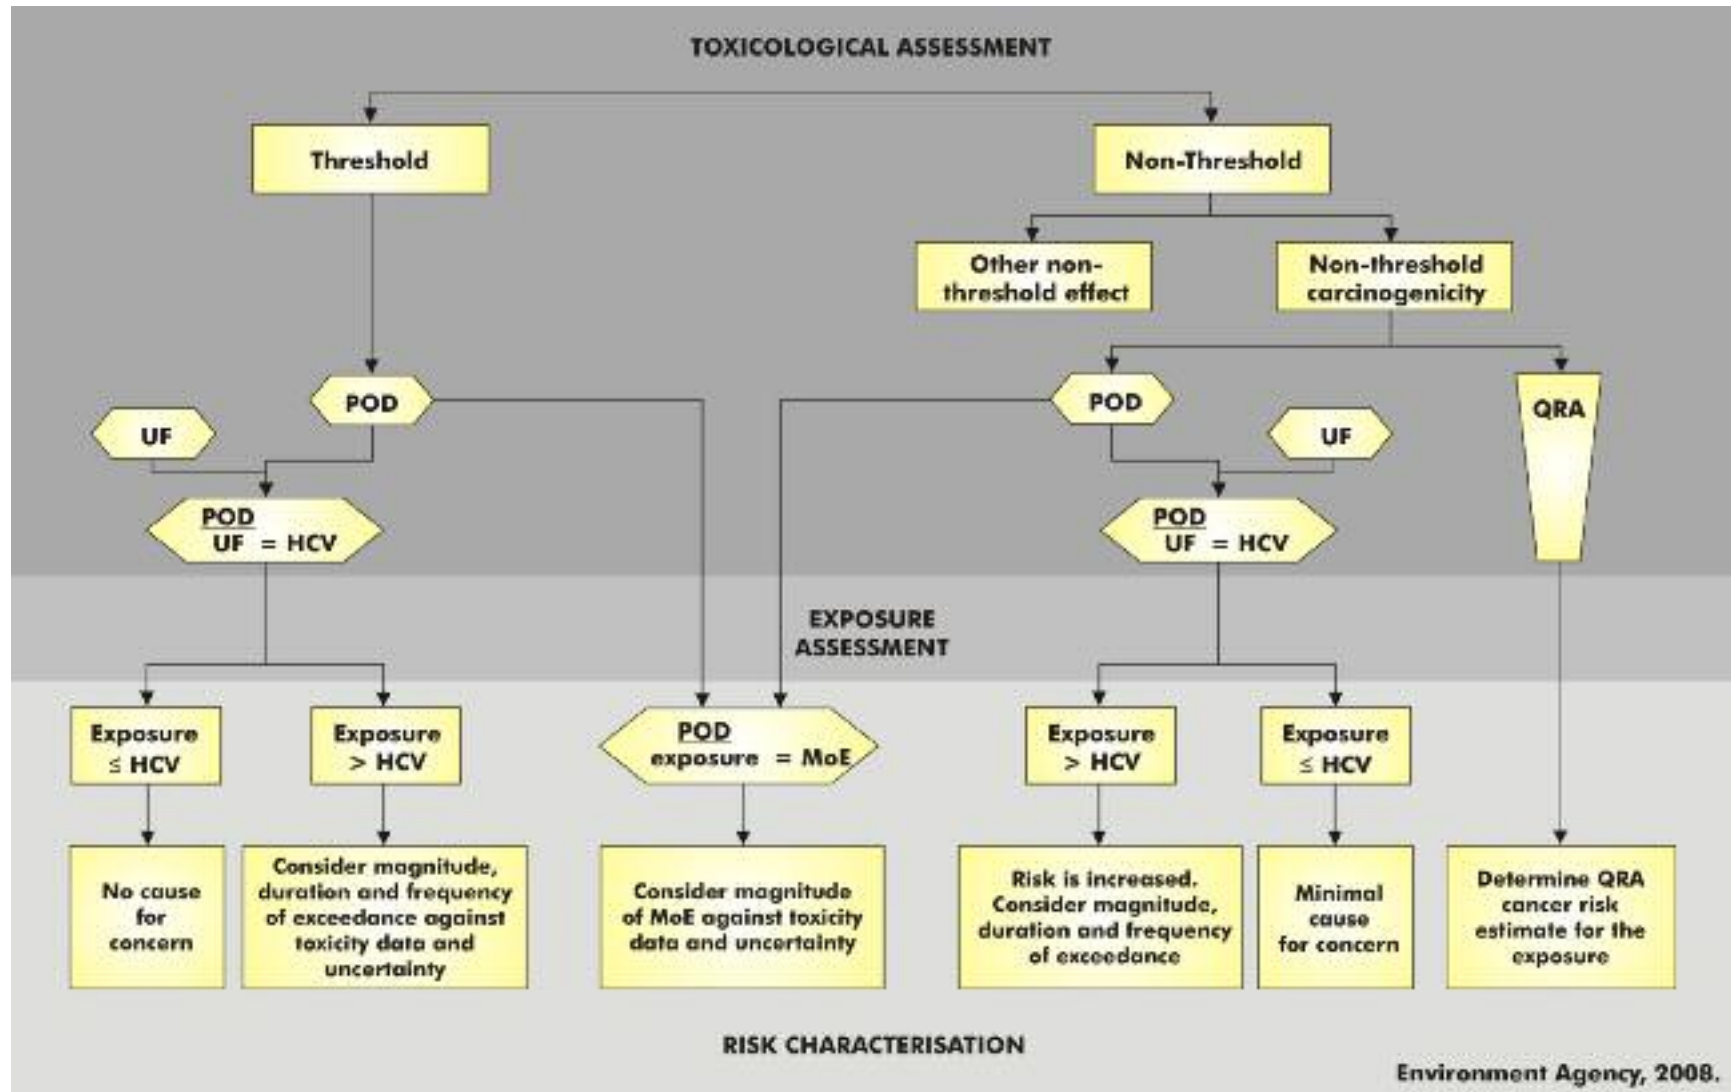 TOXICOLOGICAL ASSESSMENT
Threshold
Non-Threshold
Other non-
threshold effect
Non-threshold
carcinogenicity
POD
UF
POD
UF
QRA
POD
UF = HCV
POD
UF = HCV
EXPOSURE
ASSESSMENT
Exposure
≤ HCV
Exposure
> HCV
POD
exposure = MoE
Exposure
> HCV
Exposure
≤ HCV
No cause
for
concern
Consider magnitude,
duration and frequency
of exceedance against
toxicity data and
uncertainty
Consider magnitude
of MoE against toxicity
data and uncertainty
Risk is increased.
Consider magnitude,
duration and frequency
of exceedance
Minimal
cause
for concern
Determine QRA
cancer risk
estimate for the
exposure
RISK CHARACTERISATION
Environment Agency, 2008.